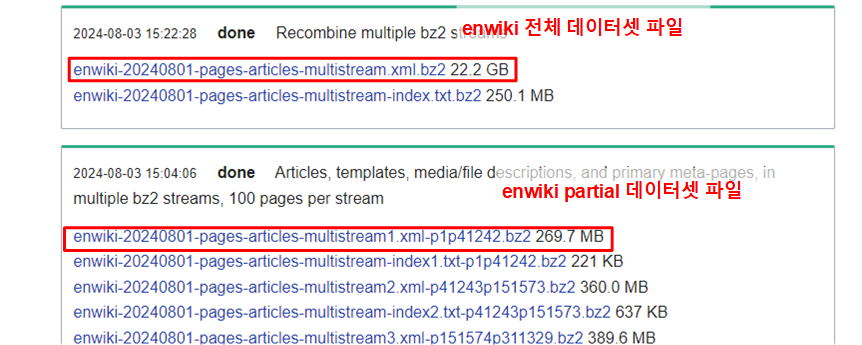 2024-08-03 15:22:28 done Recombine multiple bz2 streams
enwiki 전체 데이터셋 파일
enwiki-20240801-pages-articles-multistream.xml.bz2 22.2 GB
enwiki-20240801-pages-articles-multistream-index.txt.bz2 250.1 MB
2024-08-03 15:04:06 done Articles, templates, media/file descriptions, and primary meta-pages, in
multiple bz2 streams, 100 pages per stream
enwiki partial 데이터셋 파일
enwiki-20240801-pages-articles-multistream1.xml-p1p41242.bz2 269.7 MB
enwiki-20240801-pages-articles-multistream-index1.txt-p1p41242.bz2 221 KB
enwiki-20240801-pages-articles-multistream2.xml-p41243p151573.bz2 360.0 MB
enwiki-20240801-pages-articles-multistream-index2.txt-p41243p151573.bz2 637 KB
enwiki-20240801-pages-articles-multistream3.xml-p151574p311329.bz2 389.6 MB